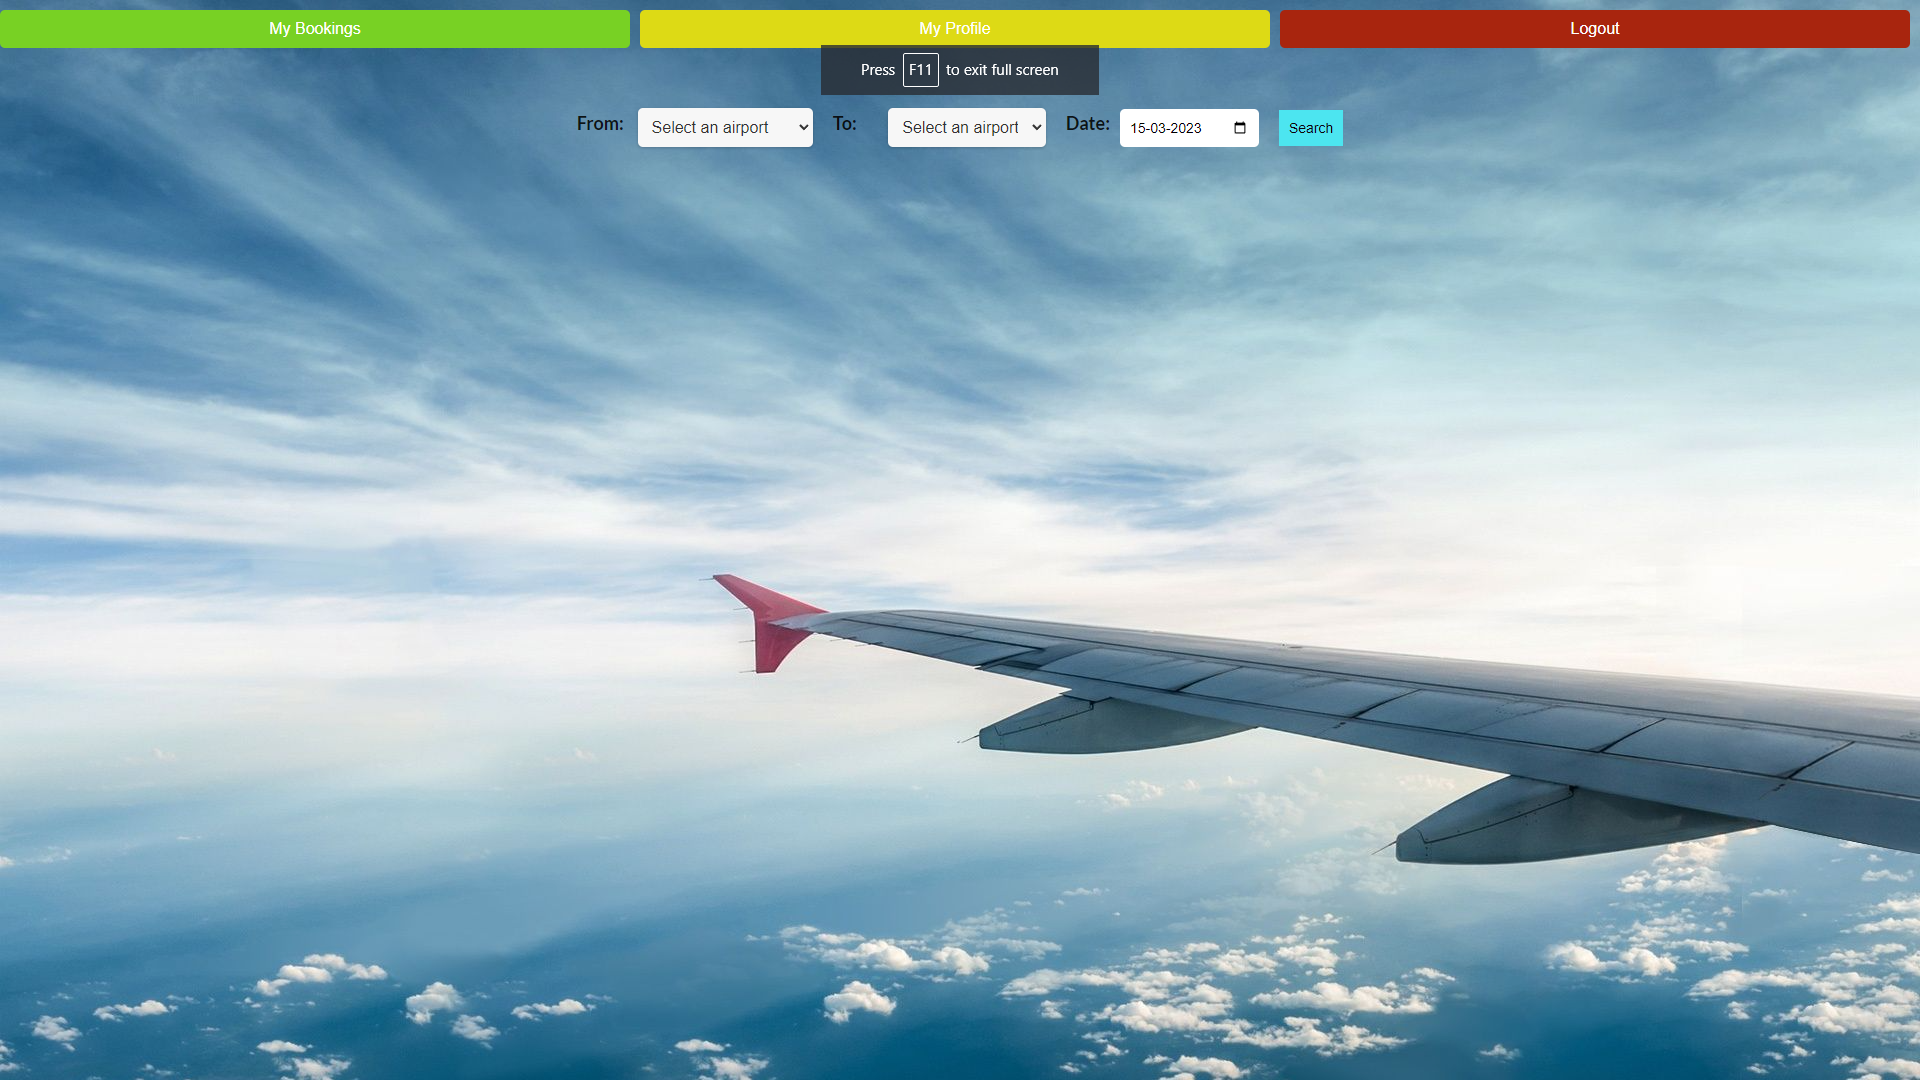 My Bookings
My Profile
Logout
Press F11 to exit full screen
From: Select an airport To: Select an airport Date: 15-03-2023 Search